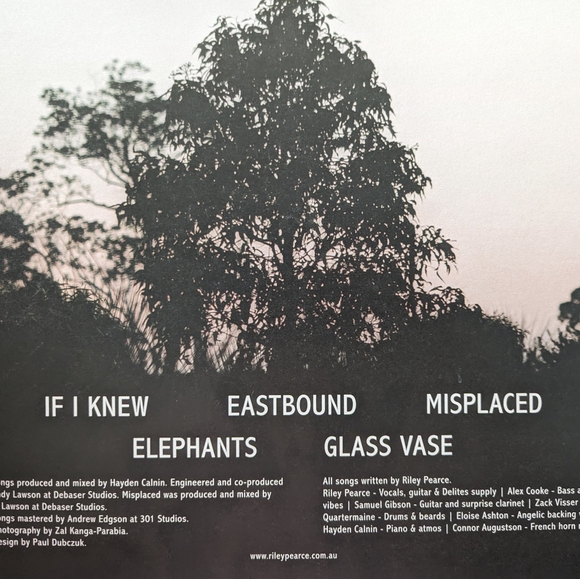 IF I KNEW EASTBOUND MISPLACED
ELEPHANTS GLASS VASE
ngs produced and mixed by Hayden Calnin. Engineered and co-produced
dy Lawson at Debaser Studios. Misplaced was produced and mixed by
Lawson at Debaser Studios.
ngs mastered by Andrew Edgson at 301 Studios.
hotography by Zal Kanga-Parabia.
esign by Paul Dubczuk.
All songs written by Riley Pearce.
Riley Pearce - Vocals, guitar & Delites supply | Alex Cooke - Bass a
vibes | Samuel Gibson - Guitar and surprise clarinet | Zack Visser
Quartermaine - Drums & beards | Eloise Ashton - Angelic backing
Hayden Calnin - Piano & atmos | Connor Augustson - French horn
www.rileypearce.com.au